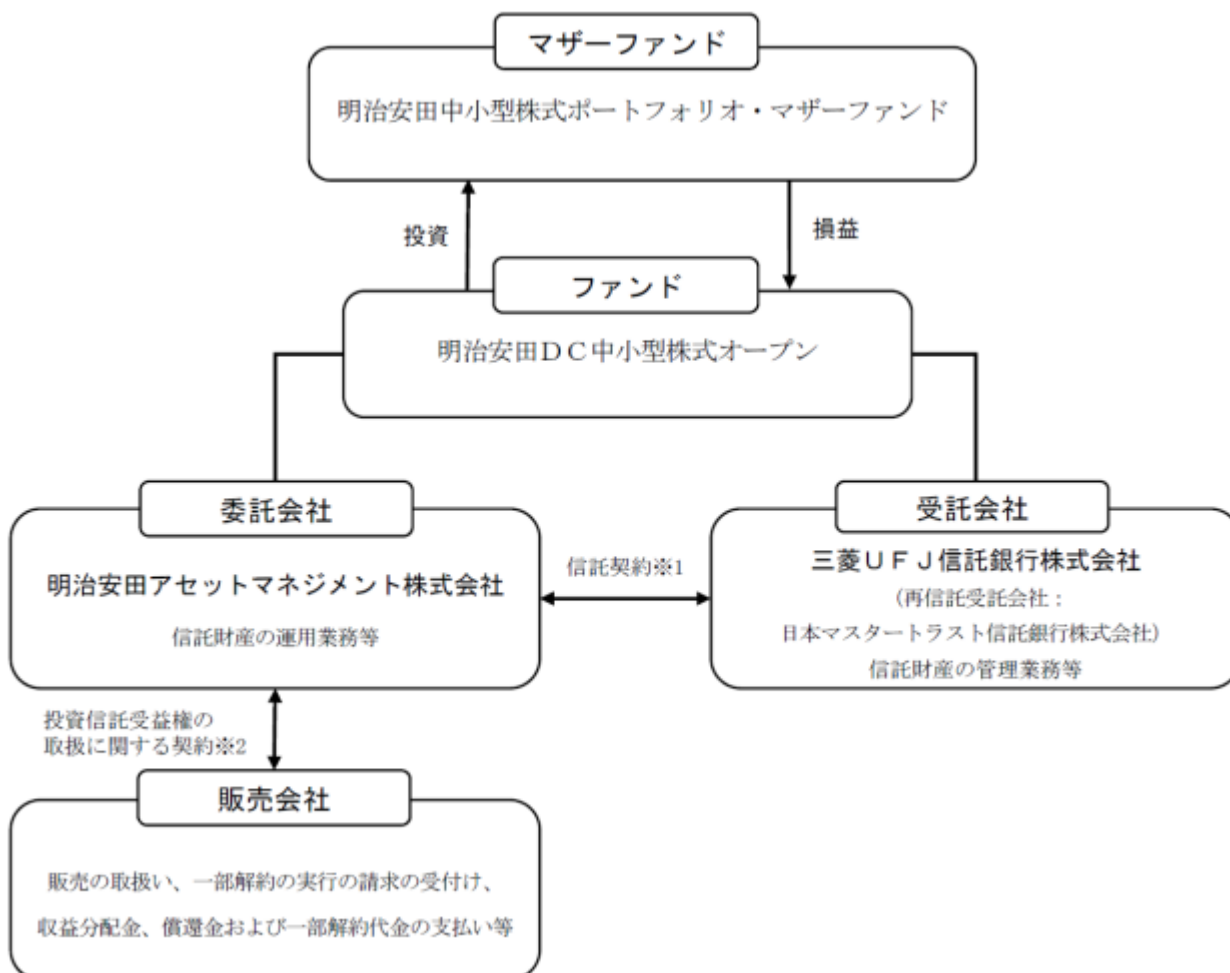 マザーファンド
明治安田中小型株式ポートフォリオ・マザーファンド
投資
損益
ファンド
明治安田DC中小型株式オープン
委託会社
明治安田アセットマネジメント株式会社
信託財産の運用業務等
信託契約※1
受託会社
三菱UFJ信託銀行株式会社
(再信託受託会社：
日本マスタートラスト信託銀行株式会社)
信託財産の管理業務等
投資信託受益権の
取扱に関する契約※2
販売会社
販売の取扱い、一部解約の実行の請求の受付け、
収益分配金、償還金および一部解約代金の支払い等